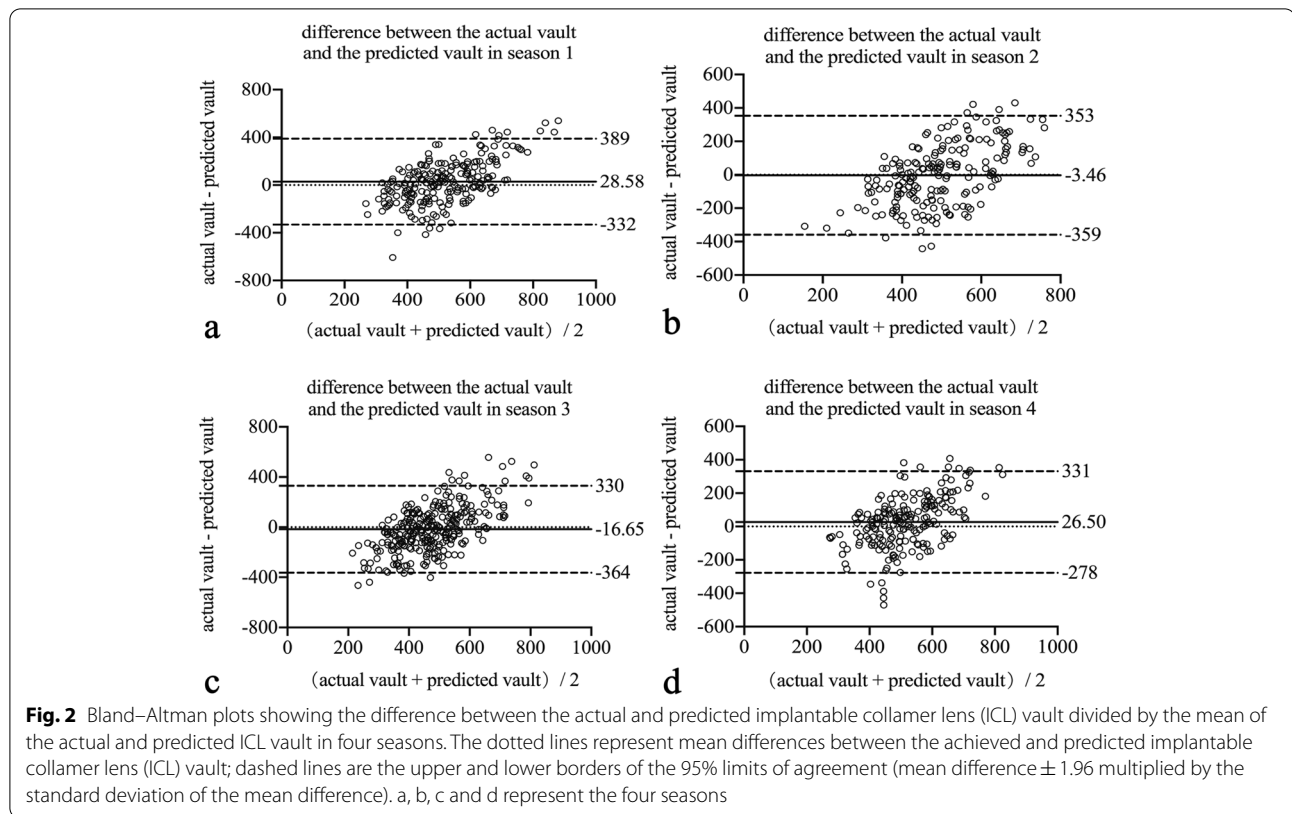 difference between the actual vault
and the predicted vault in season 1
actual vault - predicted vault
800
400
0
-400
-800
389
28.58
-332
0
200
400
600
800
1000
(actual vault + predicted vault) / 2
a
difference between the actual vault
and the predicted vault in season 2
actual vault - predicted vault
600
400
200
0
-200
-400
-600
353
-3.46
-359
0
200
400
600
800
(actual vault + predicted vault) / 2
b
difference between the actual vault
and the predicted vault in season 3
actual vault - predicted vault
800
400
0
-400
-800
330
-16.65
-364
0
200
400
600
800
1000
(actual vault + predicted vault) / 2
c
difference between the actual vault
and the predicted vault in season 4
actual vault - predicted vault
600
400
200
0
-200
-400
-600
331
26.50
-278
0
200
400
600
800
1000
(actual vault + predicted vault) / 2
d
Fig. 2 Bland–Altman plots showing the difference between the actual and predicted implantable collamer lens (ICL) vault divided by the mean of
the actual and predicted ICL vault in four seasons. The dotted lines represent mean differences between the achieved and predicted implantable
collamer lens (ICL) vault; dashed lines are the upper and lower borders of the 95% limits of agreement (mean difference ± 1.96 multiplied by the
standard deviation of the mean difference). a, b, c and d represent the four seasons